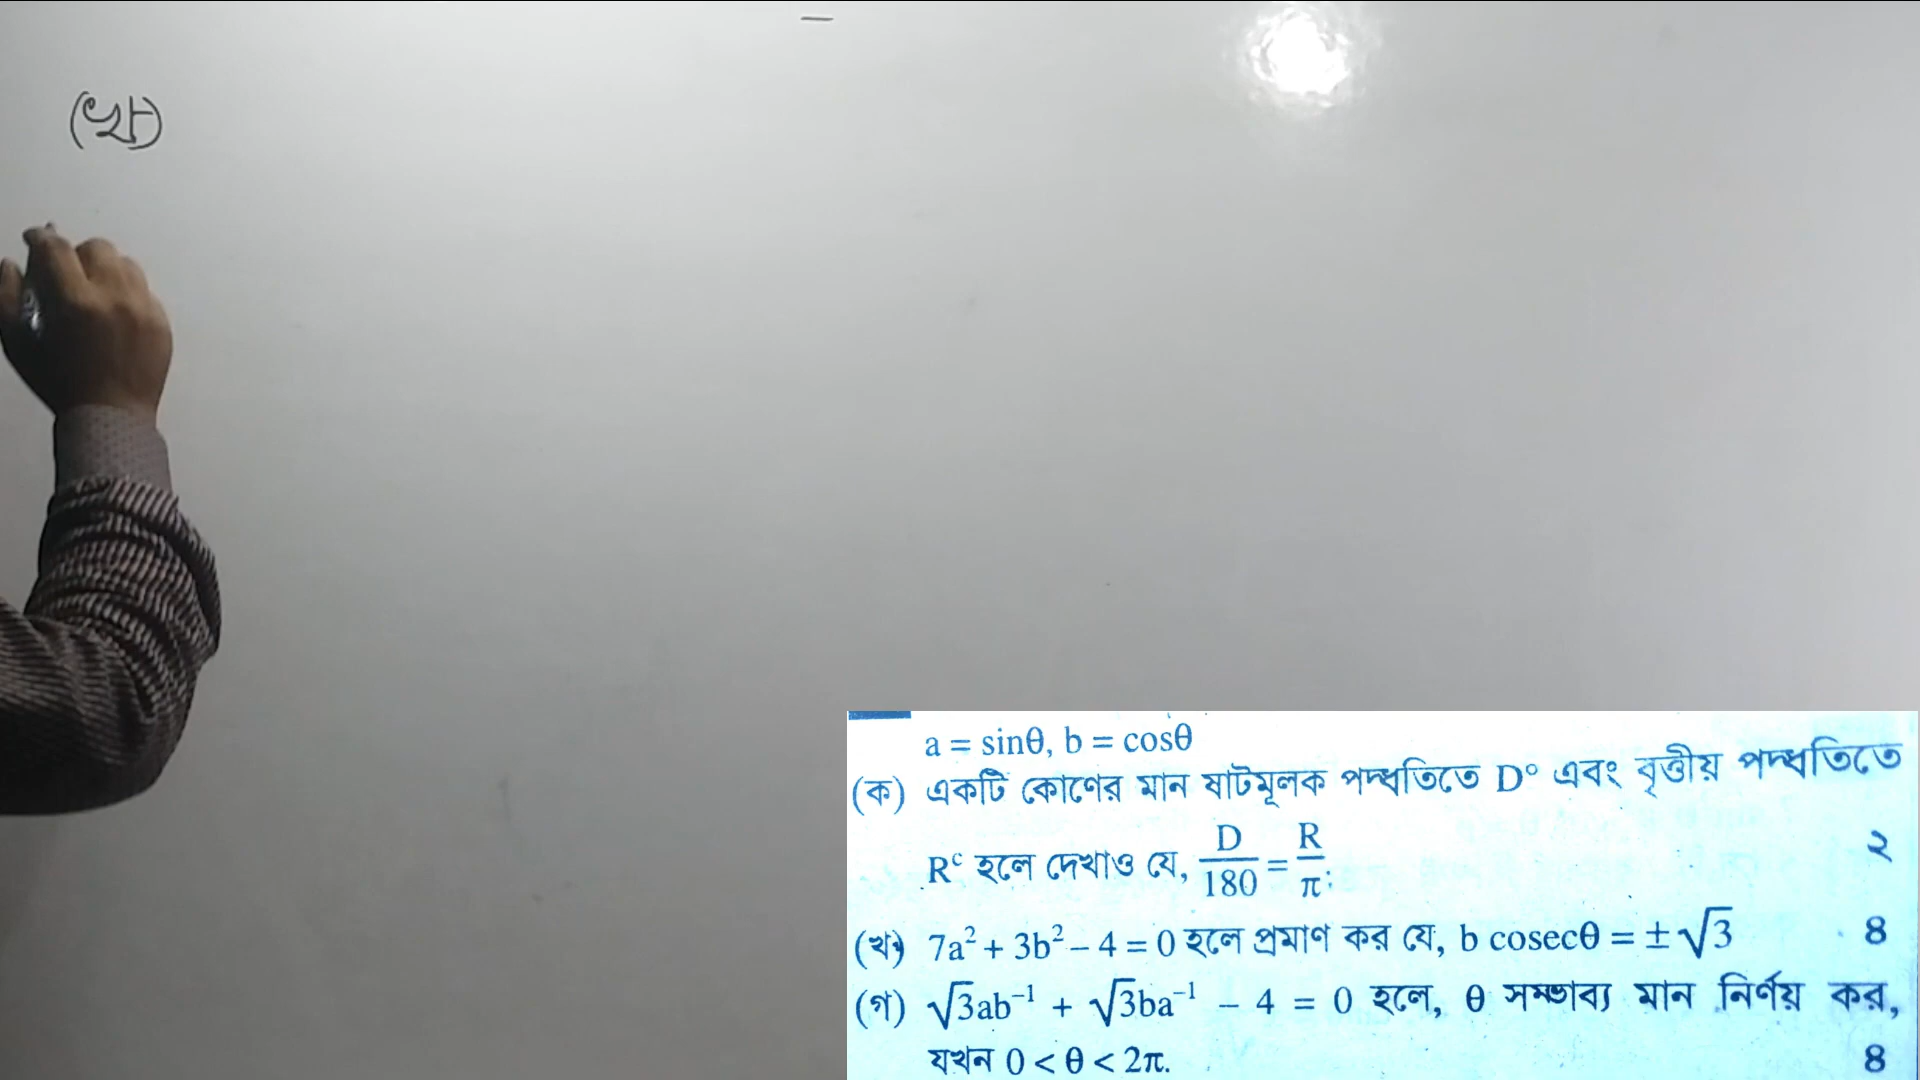 (খ)
a = sinθ, b = cosθ
(ক) একটি কোণের মান ষাটমূলক পদ্ধতিতে D° এবং বৃত্তীয় পদ্ধতিতে
Rᶜ হলে দেখাও যে, D/180 = R/π; ২
(খ) 7a² + 3b² – 4 = 0 হলে প্রমাণ কর যে, b cosecθ = ± √3 ৪
(গ) √3ab⁻¹ + √3ba⁻¹ – 4 = 0 হলে, θ সম্ভাব্য মান নির্ণয় কর,
যখন 0 < θ < 2π. ৪